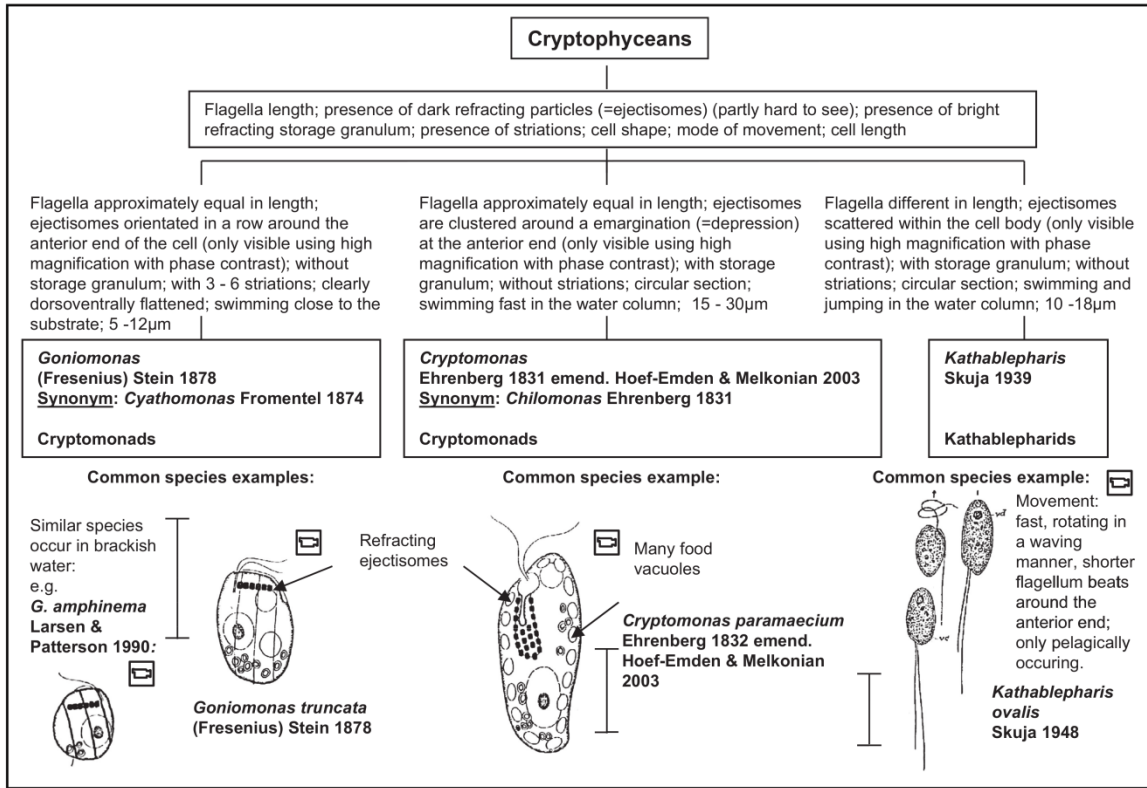 Cryptophyceans
Flagella length; presence of dark refracting particles (=ejectisomes) (partly hard to see); presence of bright
refracting storage granulum; presence of striations; cell shape; mode of movement; cell length
Flagella approximately equal in length;
ejectisomes orientated in a row around the
anterior end of the cell (only visible using high
magnification with phase contrast); without
storage granulum; with 3 - 6 striations; clearly
dorsoventrally flattened; swimming close to the
substrate; 5 -12µm
Flagella approximately equal in length; ejectisomes
are clustered around a emargination (=depression)
at the anterior end (only visible using high
magnification with phase contrast); with storage
granulum; without striations; circular section;
swimming fast in the water column; 15 - 30µm
Flagella different in length; ejectisomes
scattered within the cell body (only visible
using high magnification with phase
contrast); with storage granulum; without
striations; circular section; swimming and
jumping in the water column; 10 -18µm
Goniomonas
(Fresenius) Stein 1878
Synonym: Cyathomonas Fromentel 1874
Cryptomonads
Cryptomonas
Ehrenberg 1831 emend. Hoef-Emden & Melkonian 2003
Synonym: Chilomonas Ehrenberg 1831
Cryptomonads
Kathablepharis
Skuja 1939
Kathablepharids
Common species examples:
Similar species
occur in brackish
water:
e.g.
G. amphinema
Larsen &
Patterson 1990:
Goniomonas truncata
(Fresenius) Stein 1878
Refracting
ejectisomes
Common species example:
Many food
vacuoles
Cryptomonas paramaecium
Ehrenberg 1832 emend.
Hoef-Emden & Melkonian
2003
Common species example:
Movement:
fast, rotating in
a waving
manner, shorter
flagellum beats
around the
anterior end;
only pelagically
occuring.
Kathablepharis
ovalis
Skuja 1948